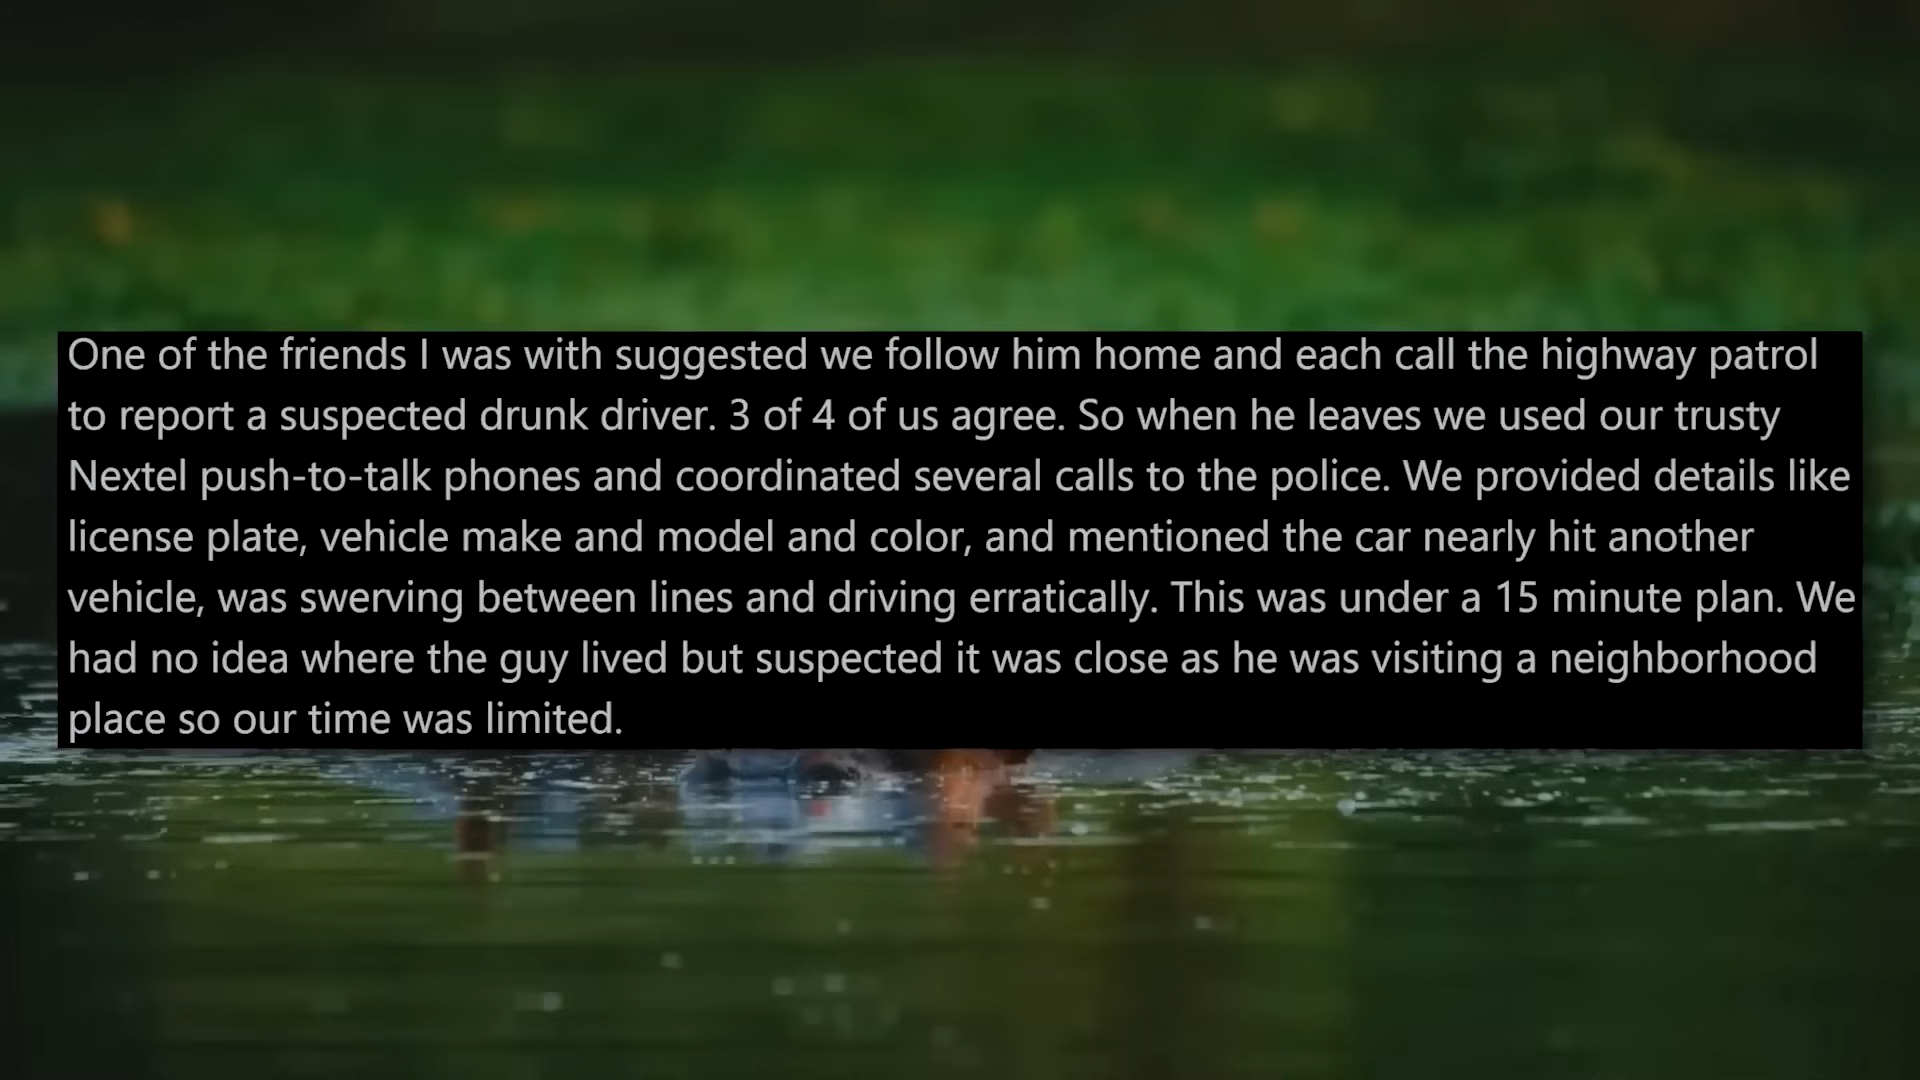 One of the friends I was with suggested we follow him home and each call the highway patrol
to report a suspected drunk driver. 3 of 4 of us agree. So when he leaves we used our trusty
Nextel push-to-talk phones and coordinated several calls to the police. We provided details like
license plate, vehicle make and model and color, and mentioned the car nearly hit another
vehicle, was swerving between lines and driving erratically. This was under a 15 minute plan. We
had no idea where the guy lived but suspected it was close as he was visiting a neighborhood
place so our time was limited.